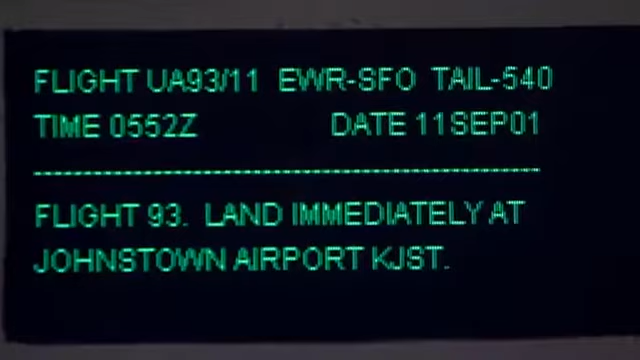 FLIGHT UA93/11 EWR-SFO TAIL-540
TIME 0552Z DATE 11SEP01
FLIGHT 93. LAND IMMEDIATELY AT
JOHNSTOWN AIRPORT KJST.